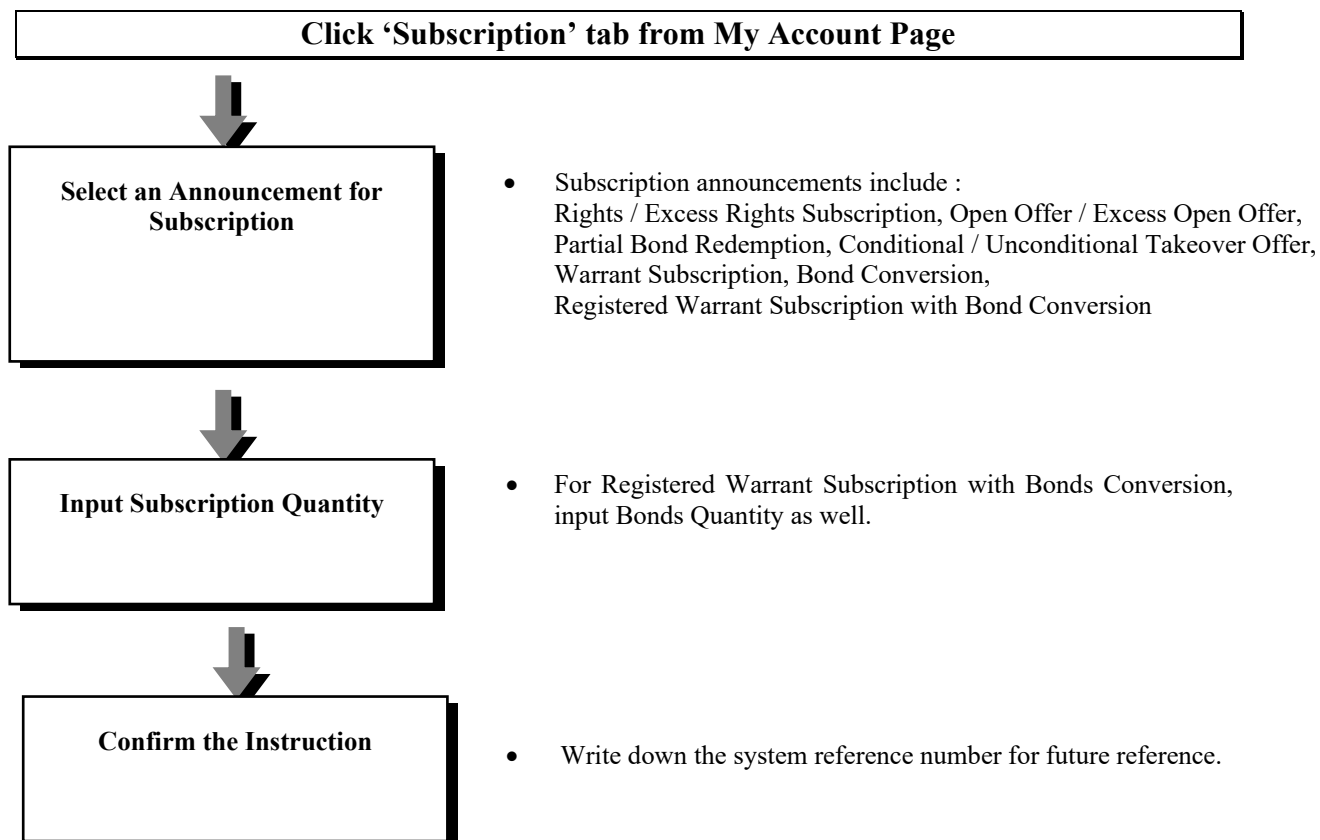 Click ‘Subscription’ tab from My Account Page
Select an Announcement for
Subscription
• Subscription announcements include :
Rights / Excess Rights Subscription, Open Offer / Excess Open Offer,
Partial Bond Redemption, Conditional / Unconditional Takeover Offer,
Warrant Subscription, Bond Conversion,
Registered Warrant Subscription with Bond Conversion
Input Subscription Quantity
• For Registered Warrant Subscription with Bonds Conversion,
input Bonds Quantity as well.
Confirm the Instruction
• Write down the system reference number for future reference.